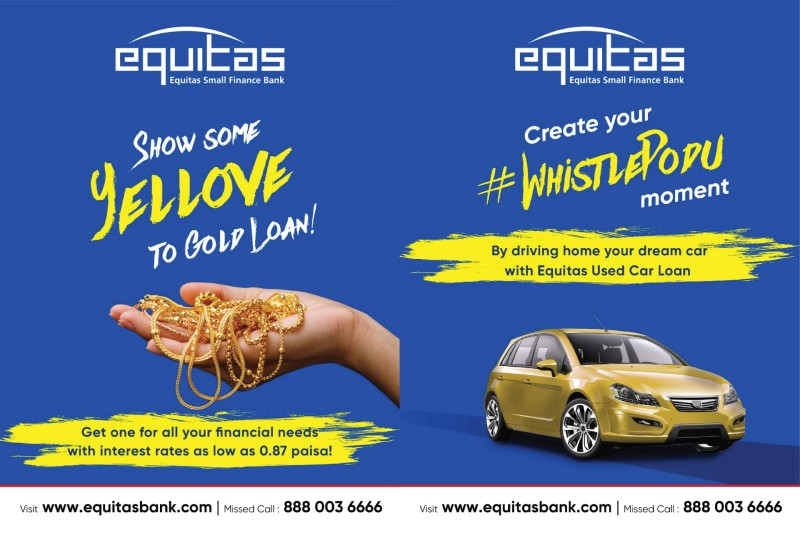 equitas
Equitas Small Finance Bank
SHOW SOME
YELLOVE
TO GOLD LOAN!
Get one for all your financial needs
with interest rates as low as 0.87 paisa!
Visit www.equitasbank.com | Missed Call : 888 003 6666
equitas
Equitas Small Finance Bank
Create your
#WHISTLEPODU
moment
By driving home your dream car
with Equitas Used Car Loan
Visit www.equitasbank.com | Missed Call : 888 003 6666